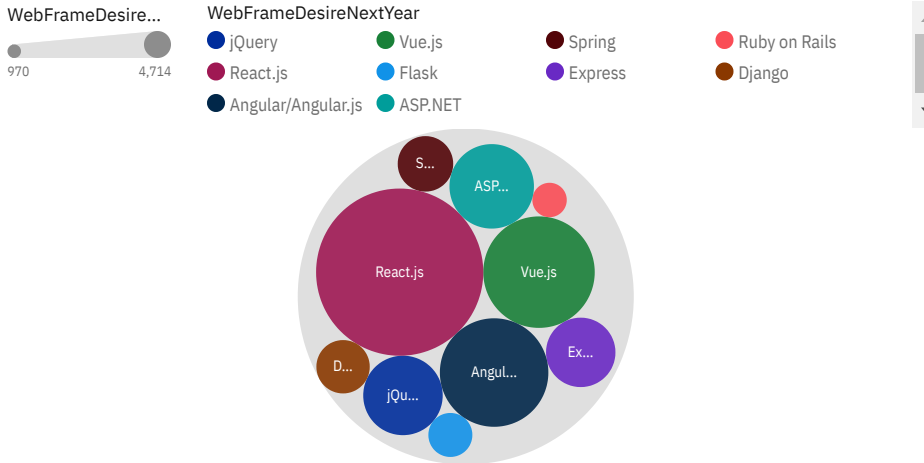 WebFrameDesire...
970 4,714
WebFrameDesireNextYear
jQuery Vue.js Spring Ruby on Rails
React.js Flask Express Django
Angular/Angular.js ASP.NET
S...
ASP...
React.js
Vue.js
Ex...
D...
Angul...
jQu...